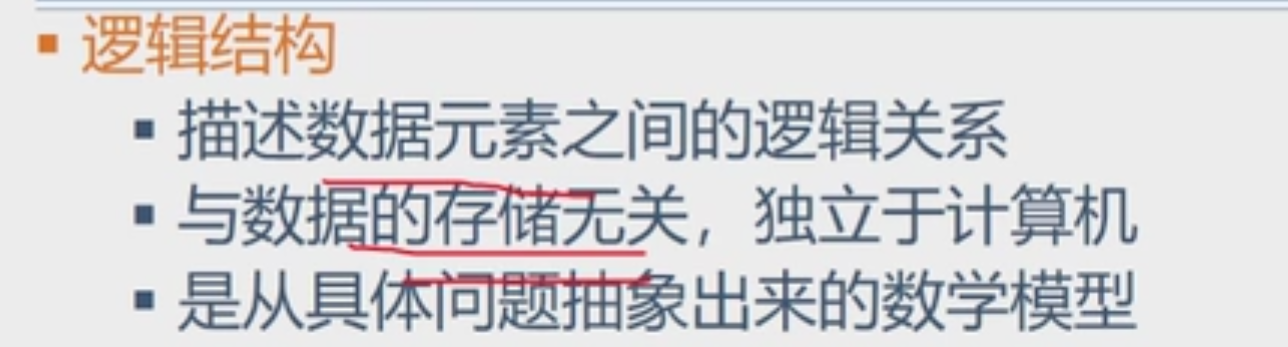 ▪ 逻辑结构
▪ 描述数据元素之间的逻辑关系
▪ 与数据的存储无关，独立于计算机
▪ 是从具体问题抽象出来的数学模型